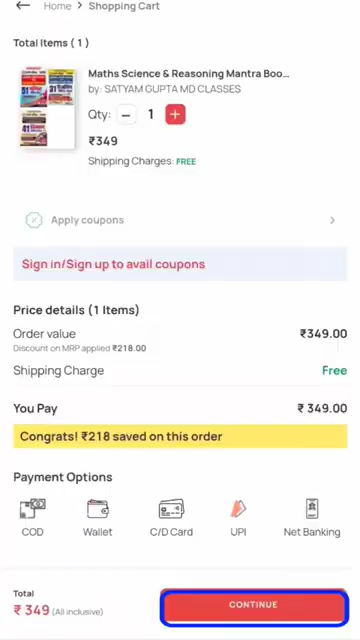 Home > Shopping Cart
Total Items ( 1 )
Maths Science & Reasoning Mantra Boo...
by: SATYAM GUPTA MD CLASSES
Qty: − 1 +
₹349
Shipping Charges: FREE
Apply coupons
Sign in/Sign up to avail coupons
Price details (1 Items)
Order value ₹349.00
Discount on MRP applied ₹218.00
Shipping Charge Free
You Pay ₹ 349.00
Congrats! ₹218 saved on this order
Payment Options
COD Wallet C/D Card UPI Net Banking
Total
₹ 349 (All inclusive)
CONTINUE